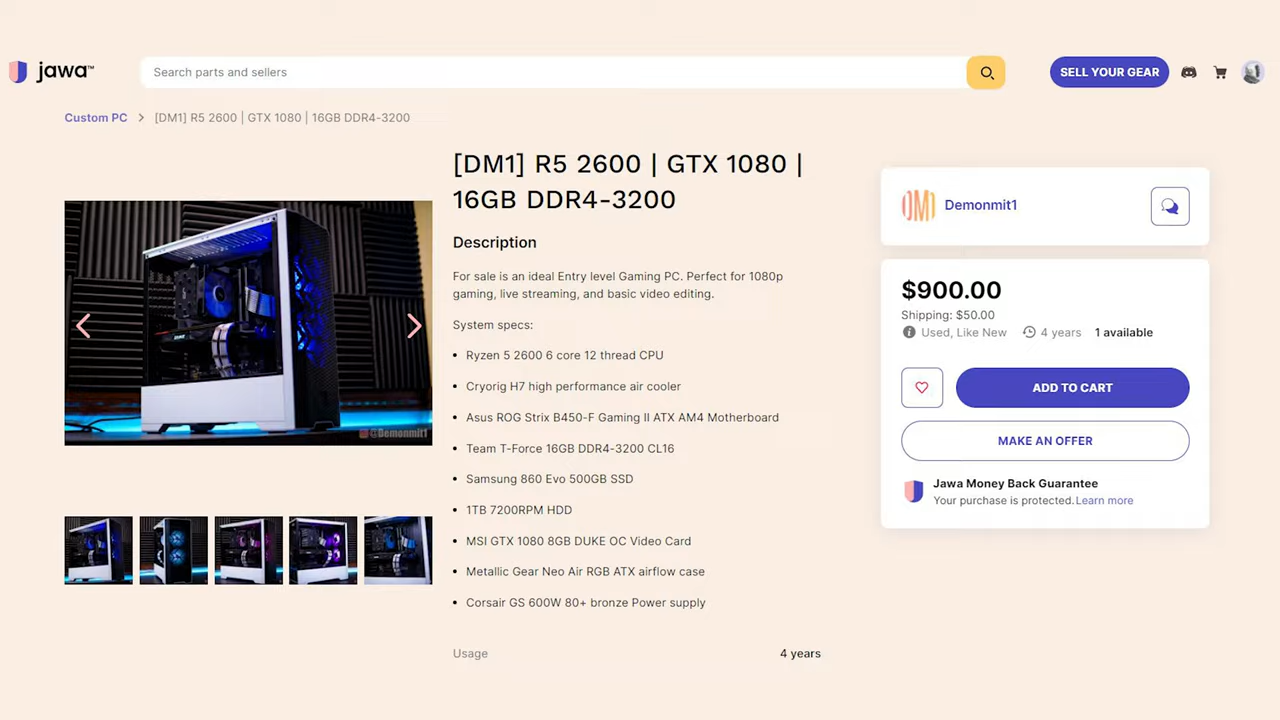 jawa™
Search parts and sellers
SELL YOUR GEAR
Custom PC > [DM1] R5 2600 | GTX 1080 | 16GB DDR4-3200
[DM1] R5 2600 | GTX 1080 |
16GB DDR4-3200
Description
For sale is an ideal Entry level Gaming PC. Perfect for 1080p
gaming, live streaming, and basic video editing.
System specs:
• Ryzen 5 2600 6 core 12 thread CPU
• Cryorig H7 high performance air cooler
• Asus ROG Strix B450-F Gaming II ATX AM4 Motherboard
• Team T-Force 16GB DDR4-3200 CL16
• Samsung 860 Evo 500GB SSD
• 1TB 7200RPM HDD
• MSI GTX 1080 8GB DUKE OC Video Card
• Metallic Gear Neo Air RGB ATX airflow case
• Corsair GS 600W 80+ bronze Power supply
Usage 4 years
@Demonmit1
DM1
Demonmit1
$900.00
Shipping: $50.00
Used, Like New 4 years 1 available
ADD TO CART
MAKE AN OFFER
Jawa Money Back Guarantee
Your purchase is protected. Learn more